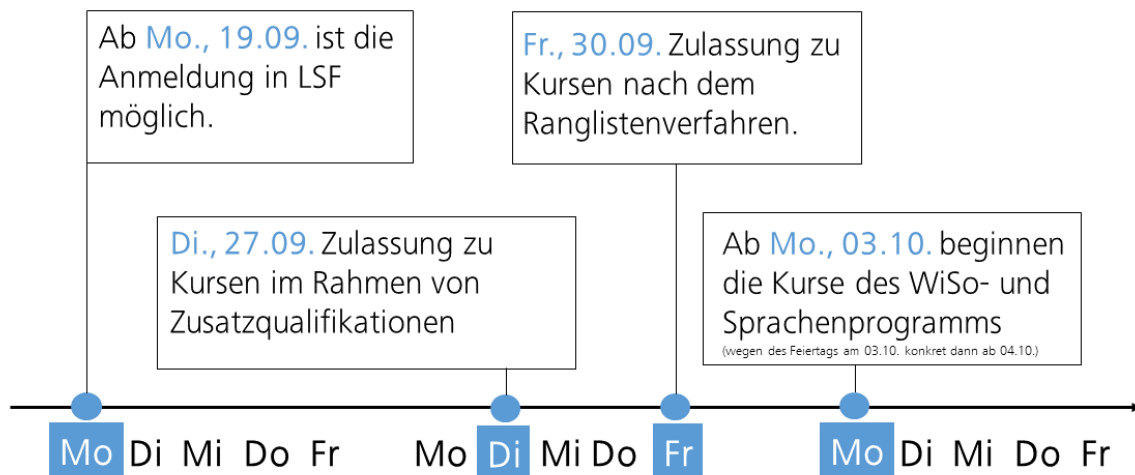 Ab Mo., 19.09. ist die
Anmeldung in LSF
möglich.
Fr., 30.09. Zulassung zu
Kursen nach dem
Ranglistenverfahren.
Di., 27.09. Zulassung zu
Kursen im Rahmen von
Zusatzqualifikationen
Ab Mo., 03.10. beginnen
die Kurse des WiSo- und
Sprachenprogramms
(wegen des Feiertags am 03.10. konkret dann ab 04.10.)
Mo Di Mi Do Fr Mo Di Mi Do Fr Mo Di Mi Do Fr